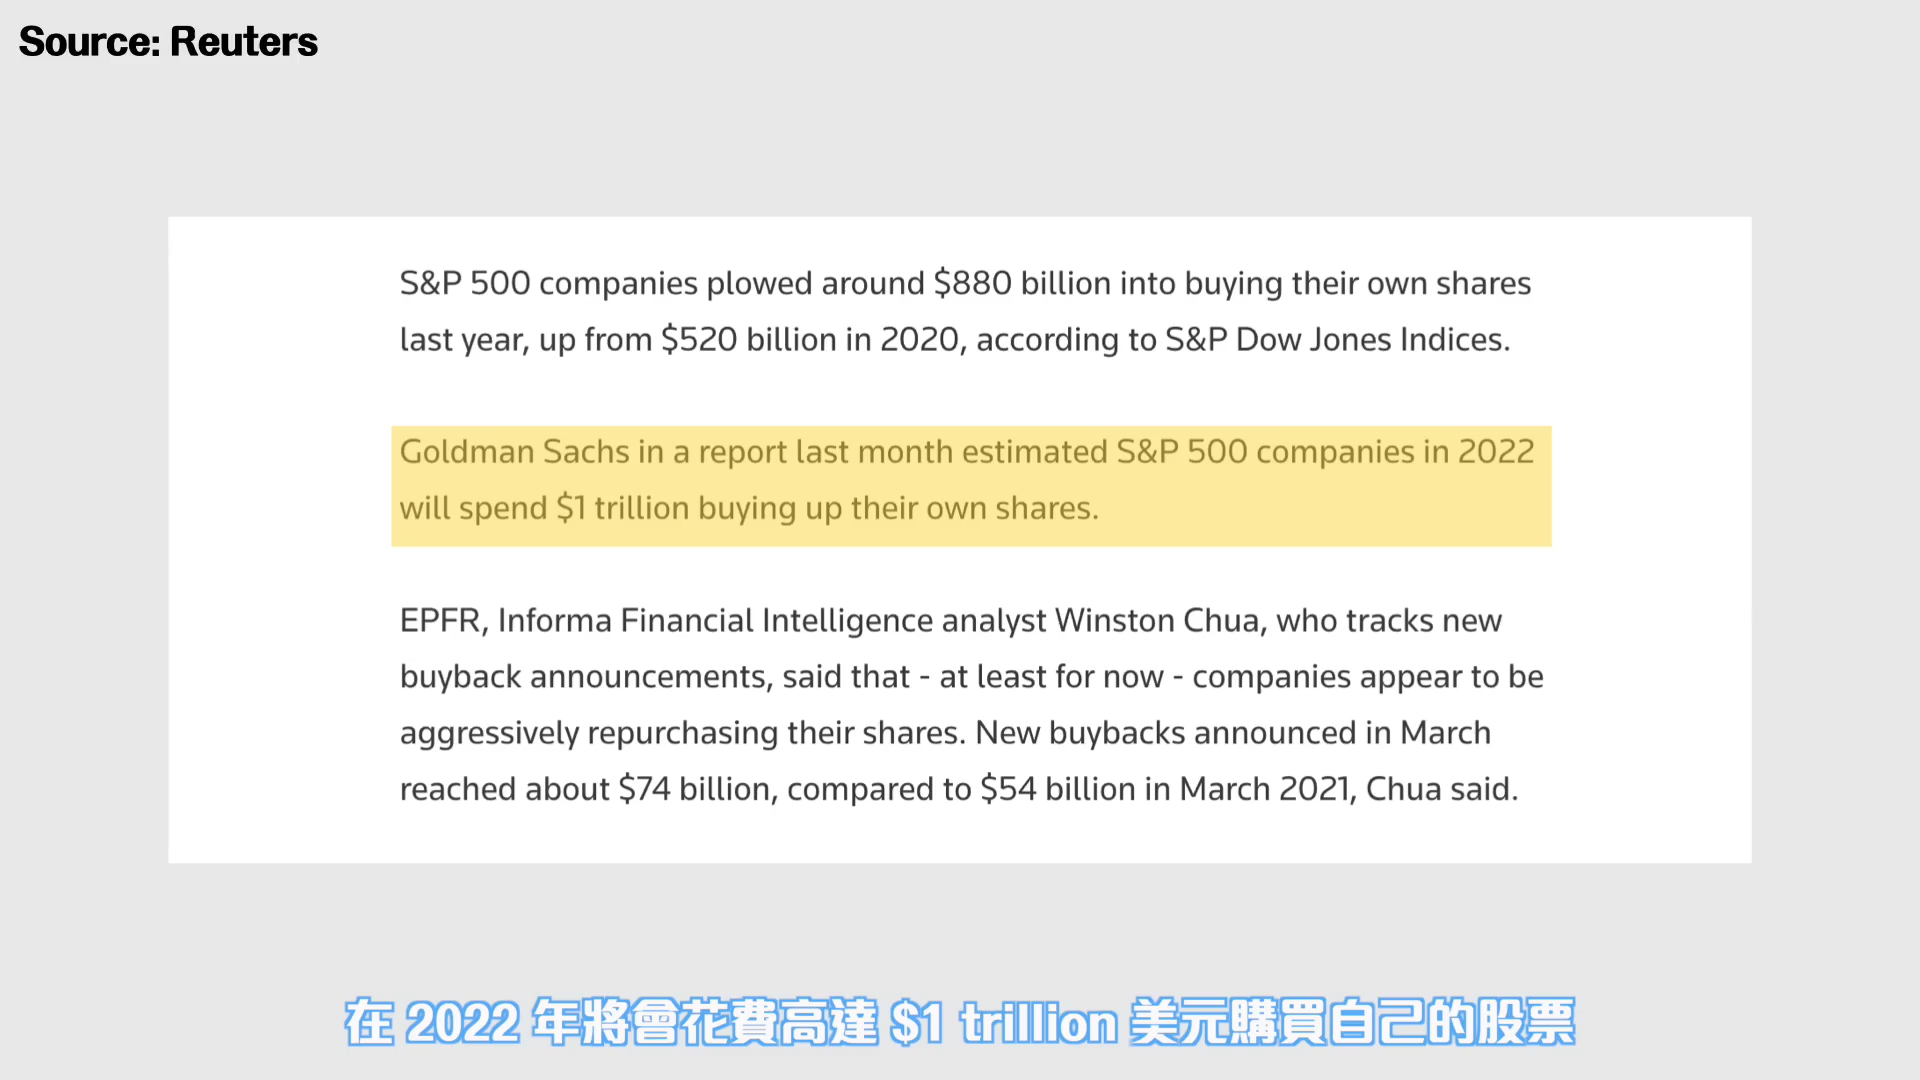 Source: Reuters
S&P 500 companies plowed around $880 billion into buying their own shares
last year, up from $520 billion in 2020, according to S&P Dow Jones Indices.
Goldman Sachs in a report last month estimated S&P 500 companies in 2022
will spend $1 trillion buying up their own shares.
EPFR, Informa Financial Intelligence analyst Winston Chua, who tracks new
buyback announcements, said that - at least for now - companies appear to be
aggressively repurchasing their shares. New buybacks announced in March
reached about $74 billion, compared to $54 billion in March 2021, Chua said.
在 2022 年將會花費高達 $1 trillion 美元購買自己的股票